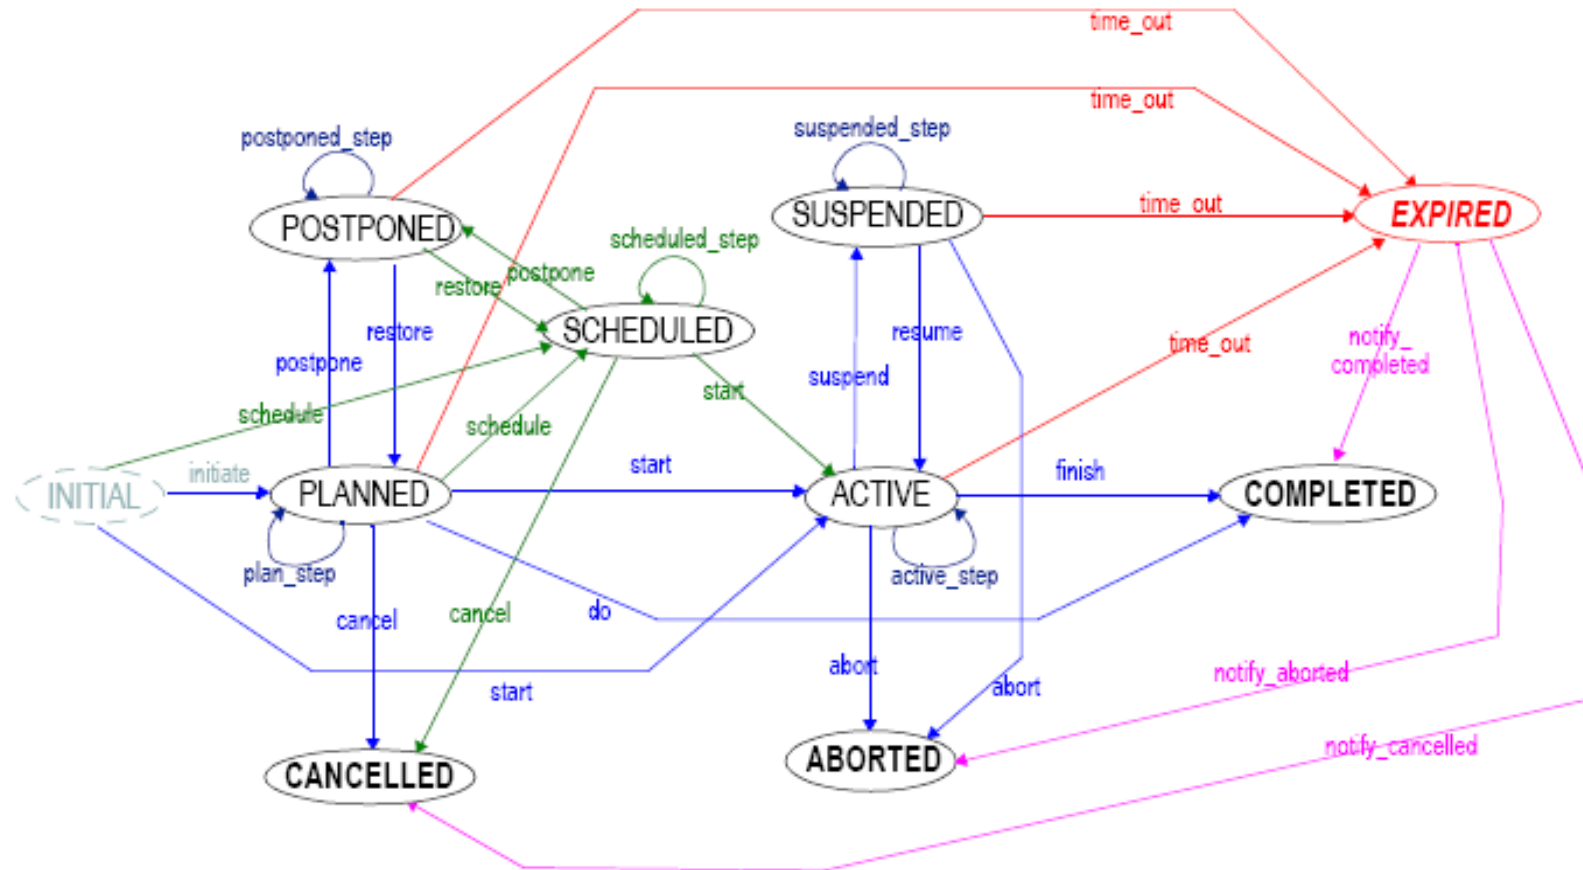 time_out
time_out
postponed_step
suspended_step
POSTPONED
SUSPENDED
time_out
EXPIRED
scheduled_step
restore
postpone
restore
SCHEDULED
resume
notify_
completed
postpone
suspend
time_out
start
schedule
schedule
initiate
start
finish
INITIAL
PLANNED
ACTIVE
COMPLETED
plan_step
active_step
cancel
cancel
do
abort
abort
start
notify_aborted
notify_cancelled
CANCELLED
ABORTED